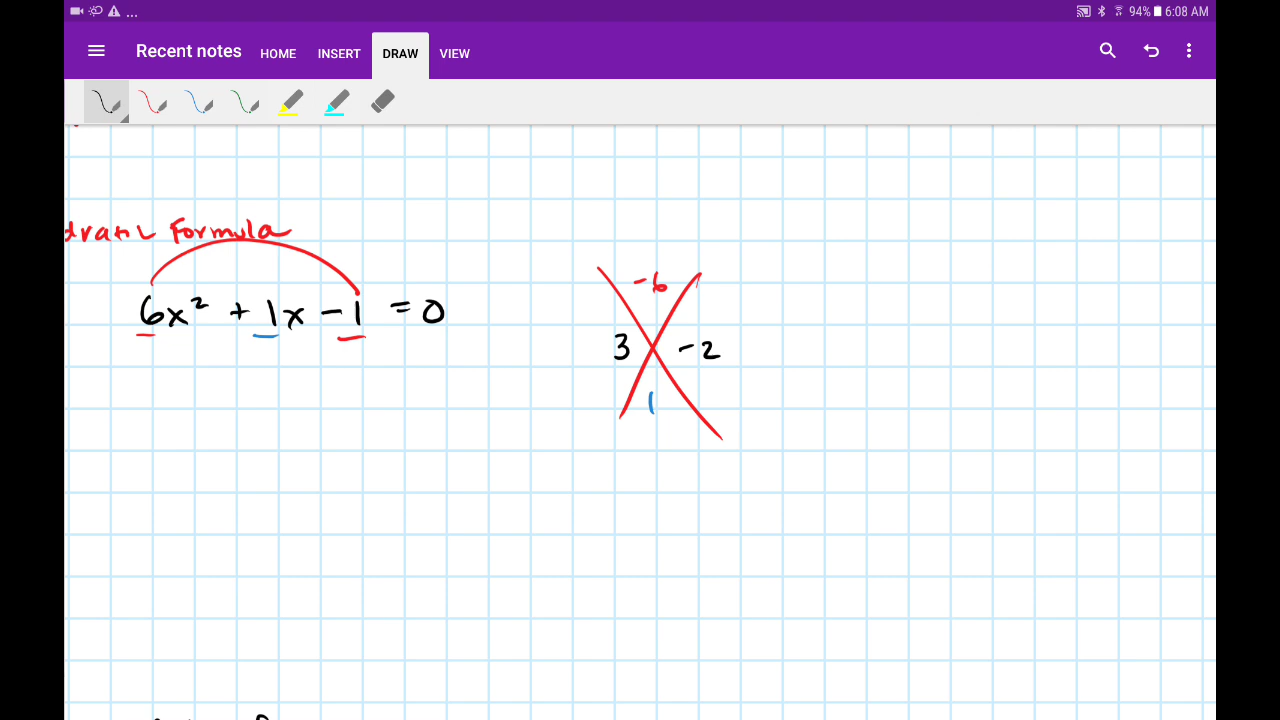 ... 94% 6:08 AM
Recent notes HOME INSERT DRAW VIEW
Formula
6x² + 1x - 1 = 0
-6
3 -2
1